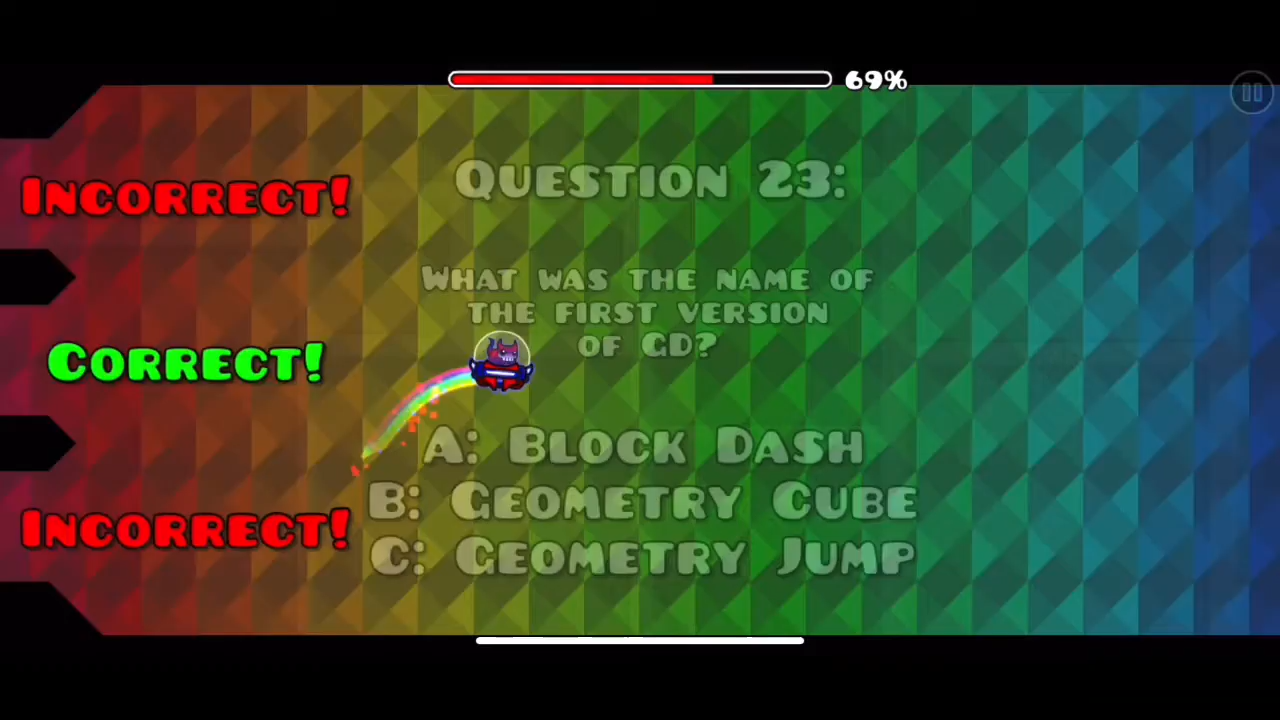 69%
QUESTION 23:
INCORRECT!
WHAT WAS THE NAME OF
THE FIRST VERSION
OF GD?
CORRECT!
A: BLOCK DASH
B: GEOMETRY CUBE
INCORRECT!
C: GEOMETRY JUMP